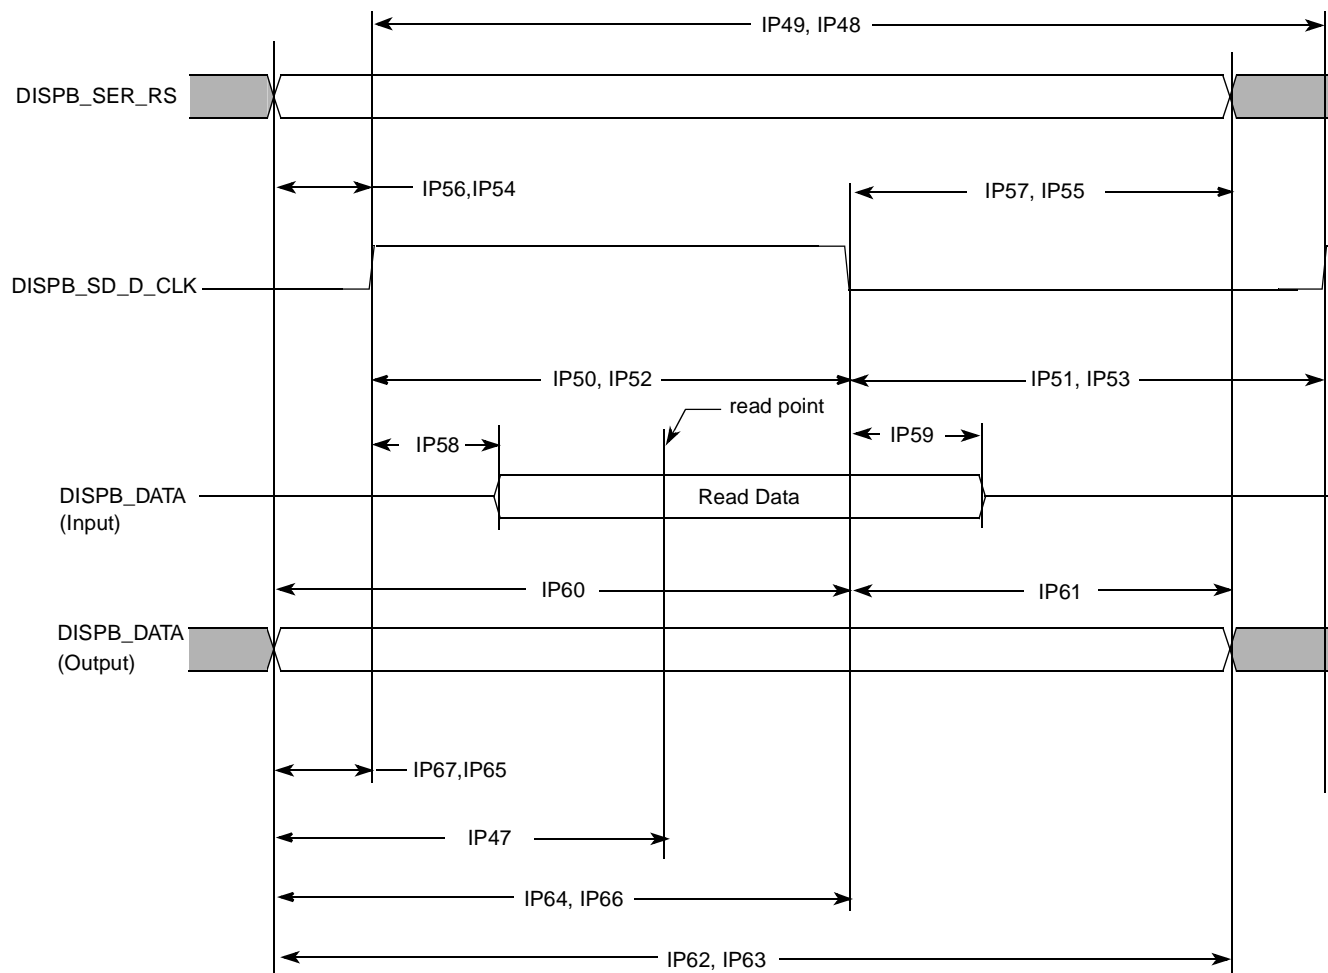 IP49, IP48
DISPB_SER_RS
IP56,IP54
IP57, IP55
DISPB_SD_D_CLK
IP50, IP52
IP51, IP53
read point
IP58
IP59
DISPB_DATA
(Input)
Read Data
IP60
IP61
DISPB_DATA
(Output)
IP67,IP65
IP47
IP64, IP66
IP62, IP63